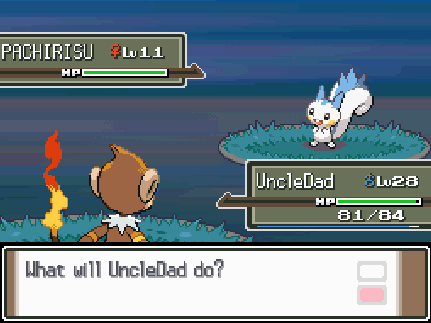 PACHIRISU ♀Lv11
HP
UncleDad ♂Lv28
HP
81/84
What will UncleDad do?